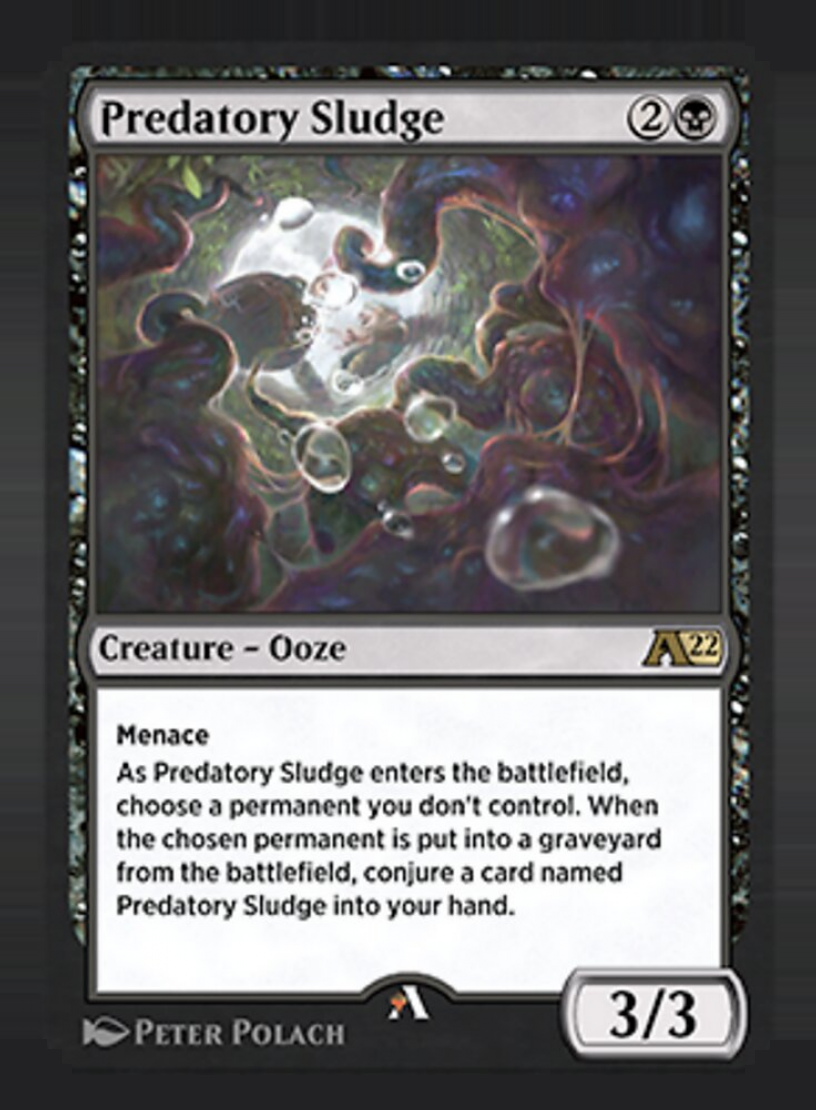 Predatory Sludge 2
Creature – Ooze A22
Menace
As Predatory Sludge enters the battlefield,
choose a permanent you don't control. When
the chosen permanent is put into a graveyard
from the battlefield, conjure a card named
Predatory Sludge into your hand.
3/3
PETER POLACH